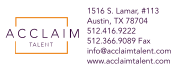 ACCLAIM
TALENT
1516 S. Lamar, #113
Austin, TX 78704
512.416.9222
512.366.9089 Fax
info@acclaimtalent.com
www.acclaimtalent.com